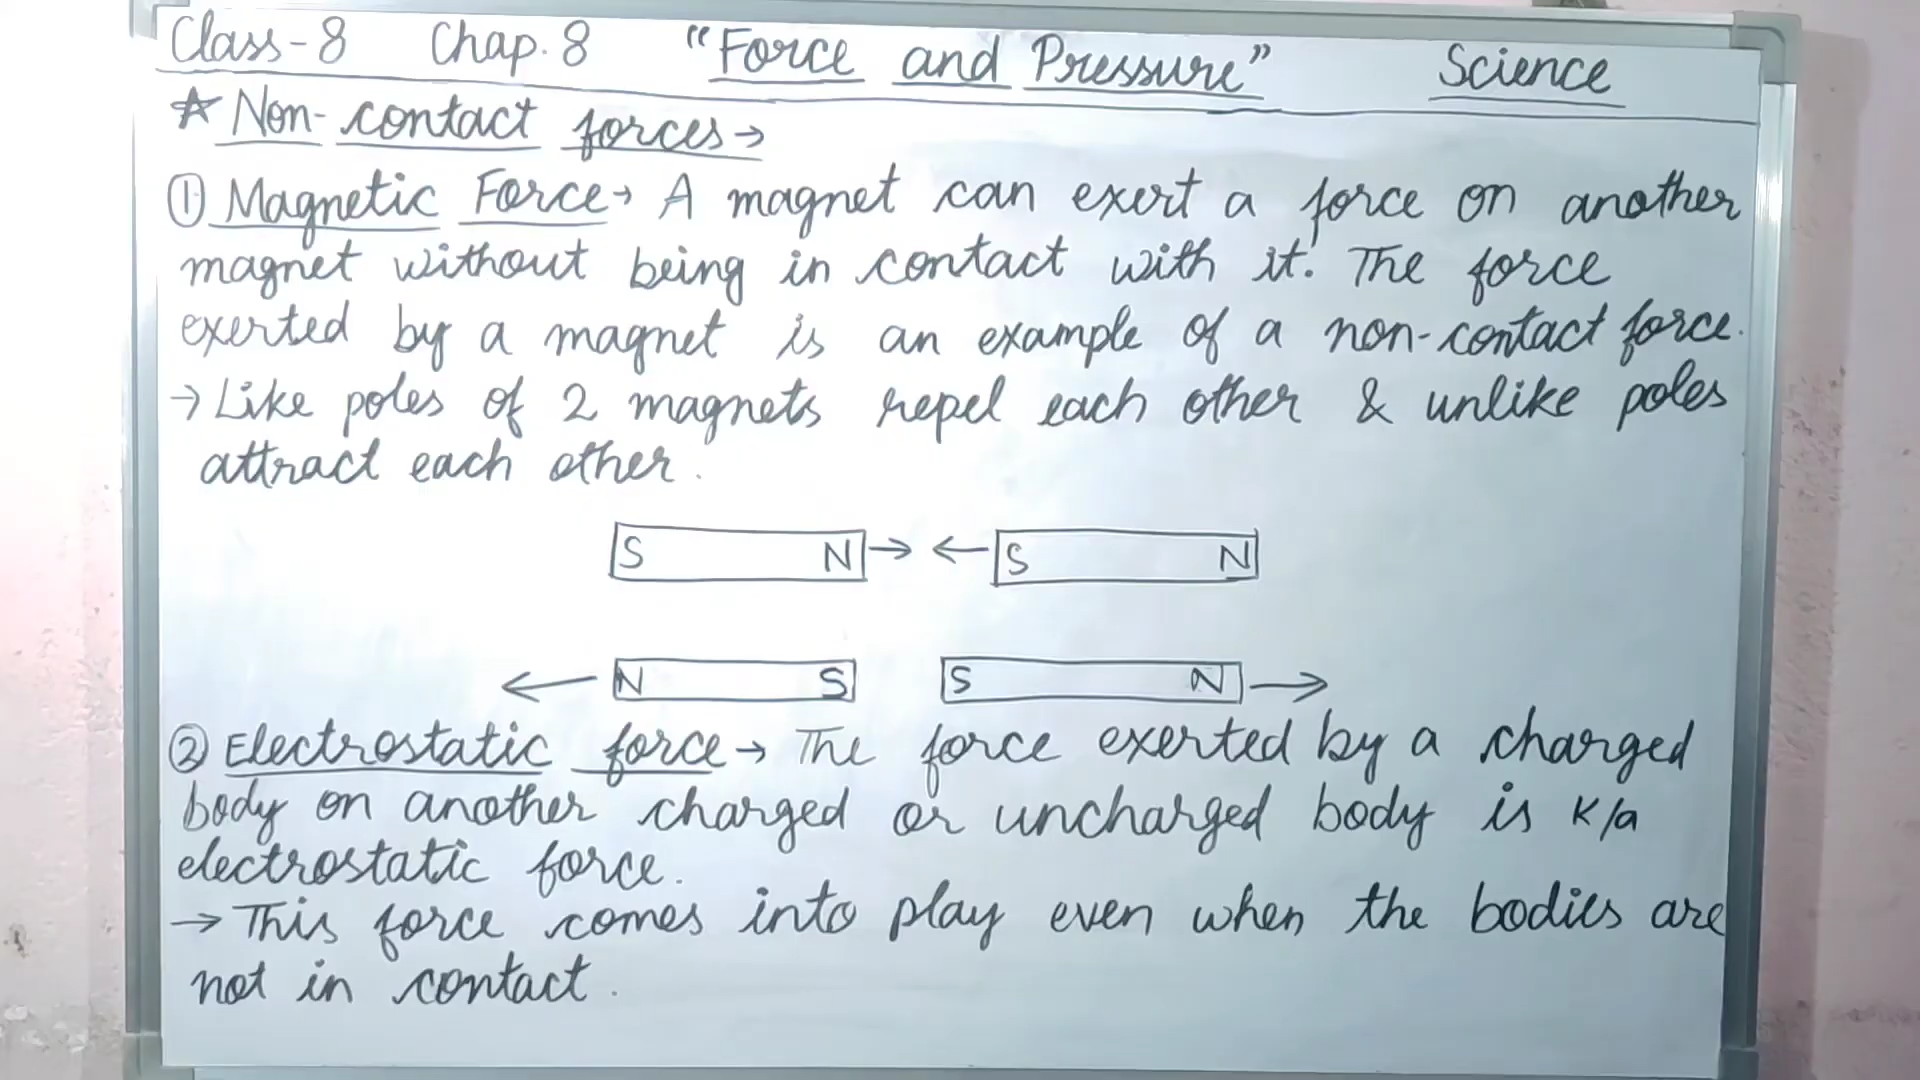 Class-8 Chap. 8 "Force and Pressure" Science
☆ Non-contact forces→
① Magnetic Force→ A magnet can exert a force on another
magnet without being in contact with it. The force
exerted by a magnet is an example of a non-contact force.
→ Like poles of 2 magnets repel each other & unlike poles
attract each other.
S N → ← S N
← N S S N →
② Electrostatic force→ The force exerted by a charged
body on another charged or uncharged body is K/a
electrostatic force.
→ This force comes into play even when the bodies are
not in contact.